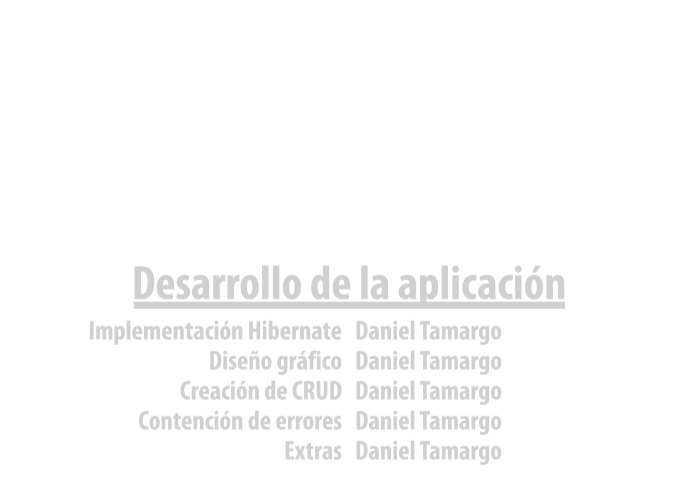 Desarrollo de la aplicación
Implementación Hibernate Daniel Tamargo
Diseño gráfico Daniel Tamargo
Creación de CRUD Daniel Tamargo
Contención de errores Daniel Tamargo
Extras Daniel Tamargo